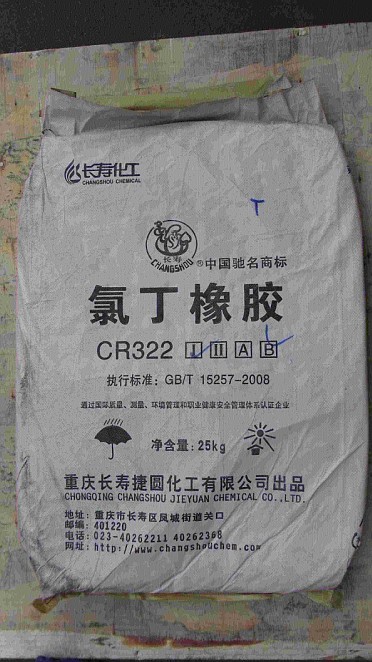 长寿化工
CHANGSHOU CHEMICAL
T
长寿
CHANGSHOU
®中国驰名商标
氯丁橡胶
CR322 I II A B
执行标准：GB/T 15257-2008
通过国际质量、测量、环境管理和职业健康安全管理体系认证企业
净含量：25kg
重庆长寿捷圆化工有限公司出品
CHONGQING CHANGSHOU JIEYUAN CHEMICAL CO.,LTD.
地址：重庆市长寿区凤城街道关口
邮编：401220
电话：023-40262211 40262368
网址：http://www.changshouchem.com